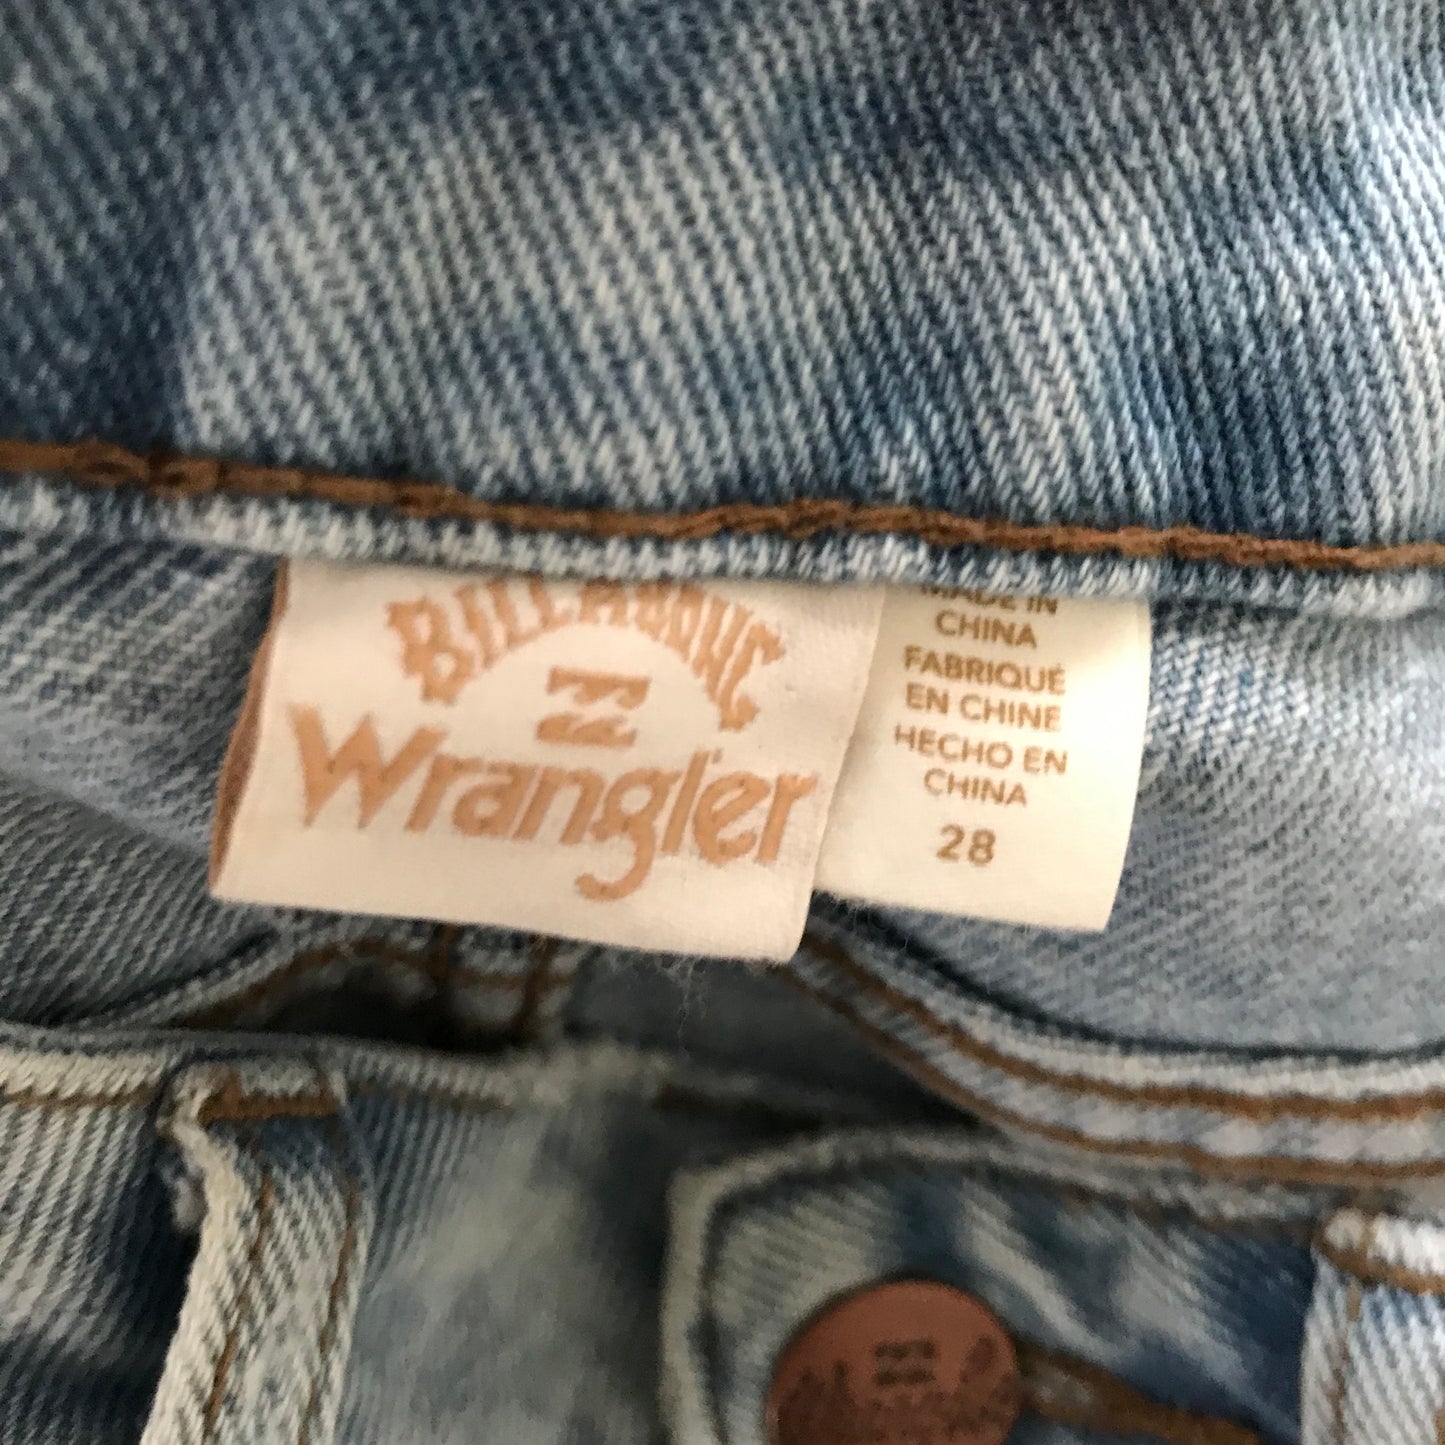 BILLABONG
Wrangler
MADE IN
CHINA
FABRIQUÉ
EN CHINE
HECHO EN
CHINA
28